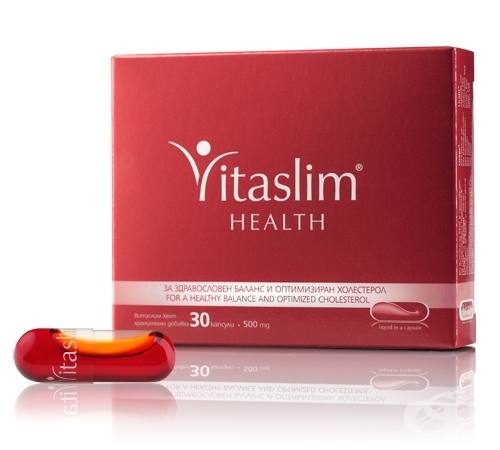 Vitaslim®
HEALTH
ЗА ЗДРАВОСЛОВЕН БАЛАНС И ОПТИМИЗИРАН ХОЛЕСТЕРОЛ
FOR A HEALTHY BALANCE AND OPTIMIZED CHOLESTEROL
Витаслим Хелт
хранителна добавка 30 капсули • 500 mg
liquid in a capsule
Vitaslim